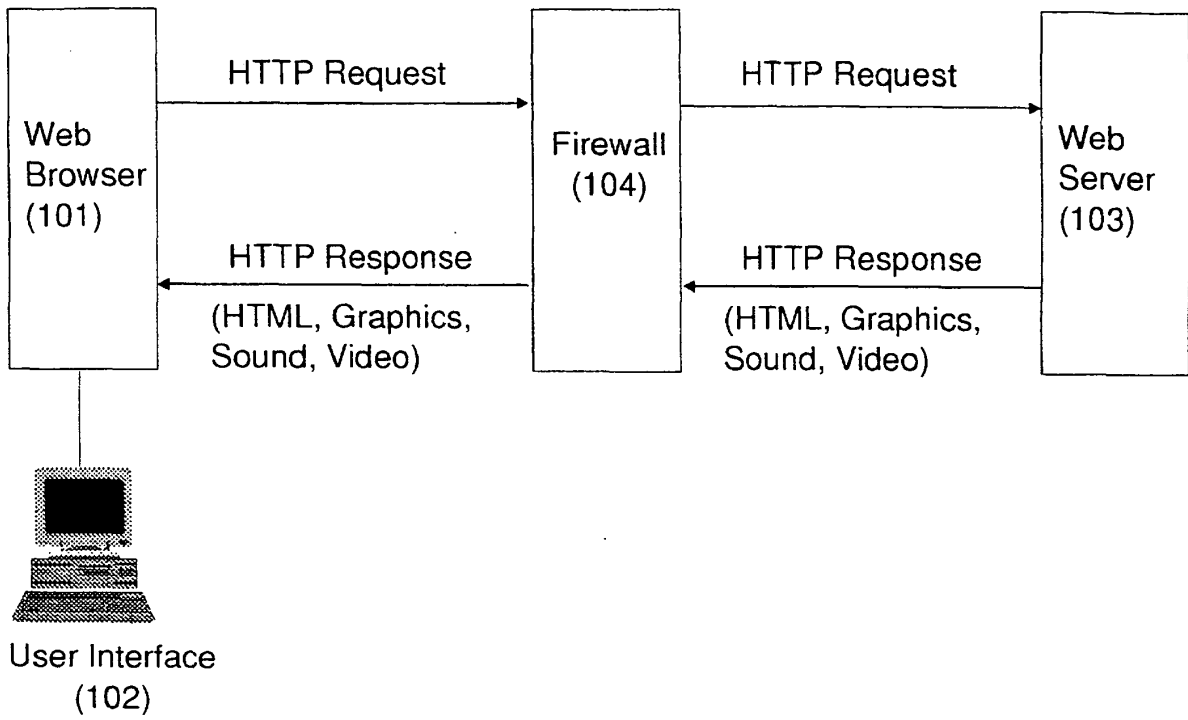 HTTP Request
HTTP Request
Web
Browser
(101)
Firewall
(104)
Web
Server
(103)
HTTP Response
(HTML, Graphics,
Sound, Video)
HTTP Response
(HTML, Graphics,
Sound, Video)
User Interface
(102)